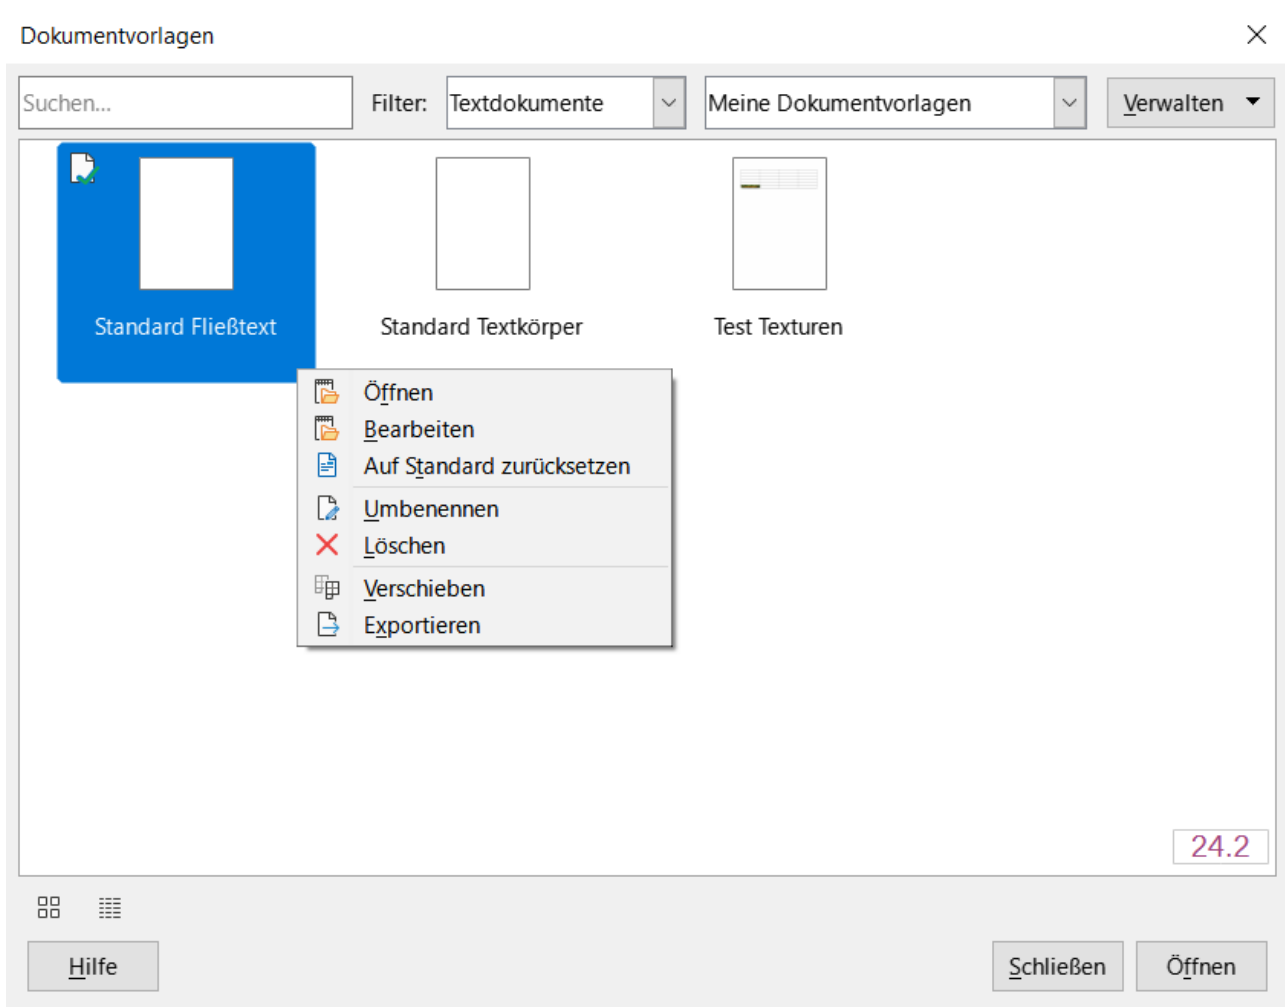 Dokumentvorlagen
Suchen... Filter: Textdokumente Meine Dokumentvorlagen Verwalten
Standard Fließtext Standard Textkörper Test Texturen
Öffnen
Bearbeiten
Auf Standard zurücksetzen
Umbenennen
Löschen
Verschieben
Exportieren
24.2
Hilfe Schließen Öffnen